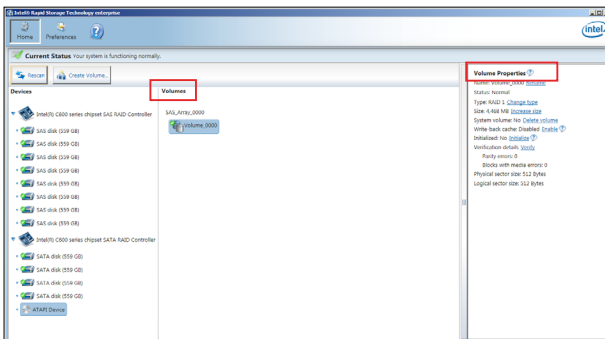 Intel® Rapid Storage Technology enterprise
Home
Preferences
intel
Current Status Your system is functioning normally.
Rescan
Create Volume...
Devices
Volumes
Intel(R) C600 series chipset SAS RAID Controller
SAS disk (559 GB)
SAS disk (559 GB)
SAS disk (559 GB)
SAS disk (559 GB)
SAS disk (559 GB)
SAS disk (559 GB)
SAS disk (559 GB)
SAS disk (559 GB)
Intel(R) C600 series chipset SATA RAID Controller
SATA disk (559 GB)
SATA disk (559 GB)
SATA disk (559 GB)
SATA disk (559 GB)
ATAPI Device
SAS_Array_0000
Volume_0000
Volume Properties
Name: Volume_0000 Rename
Status: Normal
Type: RAID 1 Change type
Size: 4,468 MB Increase size
System volume: No Delete volume
Write-back cache: Disabled Enable
Initialized: No Initialize
Verification details Verify
Parity errors: 0
Blocks with media errors: 0
Physical sector size: 512 Bytes
Logical sector size: 512 Bytes